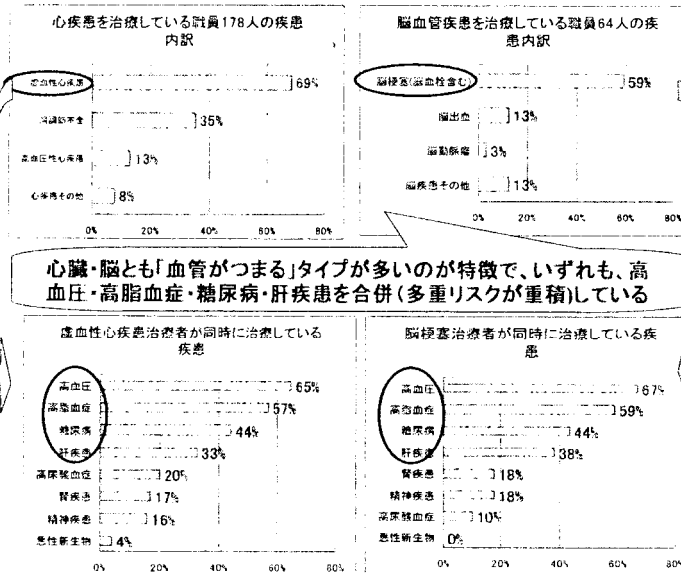 心疾患を治療している職員178人の疾患
内訳
虚血性心疾患 69%
心調節不全 35%
高血圧性心疾患 13%
心疾患その他 8%
0% 20% 40% 60% 80%
脳血管疾患を治療している職員64人の疾
患内訳
脳梗塞(脳血栓含む) 59%
脳出血 13%
脳動脈瘤 3%
脳疾患その他 13%
0% 20% 40% 60% 80%
心臓・脳とも「血管がつまる」タイプが多いのが特徴で、いずれも、高
血圧・高脂血症・糖尿病・肝疾患を合併(多重リスクが重積)している
虚血性心疾患治療者が同時に治療している
疾患
高血圧 65%
高脂血症 57%
糖尿病 44%
肝疾患 33%
高尿酸血症 20%
腎疾患 17%
精神疾患 16%
悪性新生物 4%
0% 20% 40% 60% 80%
脳梗塞治療者が同時に治療している疾
患
高血圧 67%
高脂血症 59%
糖尿病 44%
肝疾患 38%
腎疾患 18%
精神疾患 18%
高尿酸血症 10%
悪性新生物 0%
0% 20% 40% 60% 80%